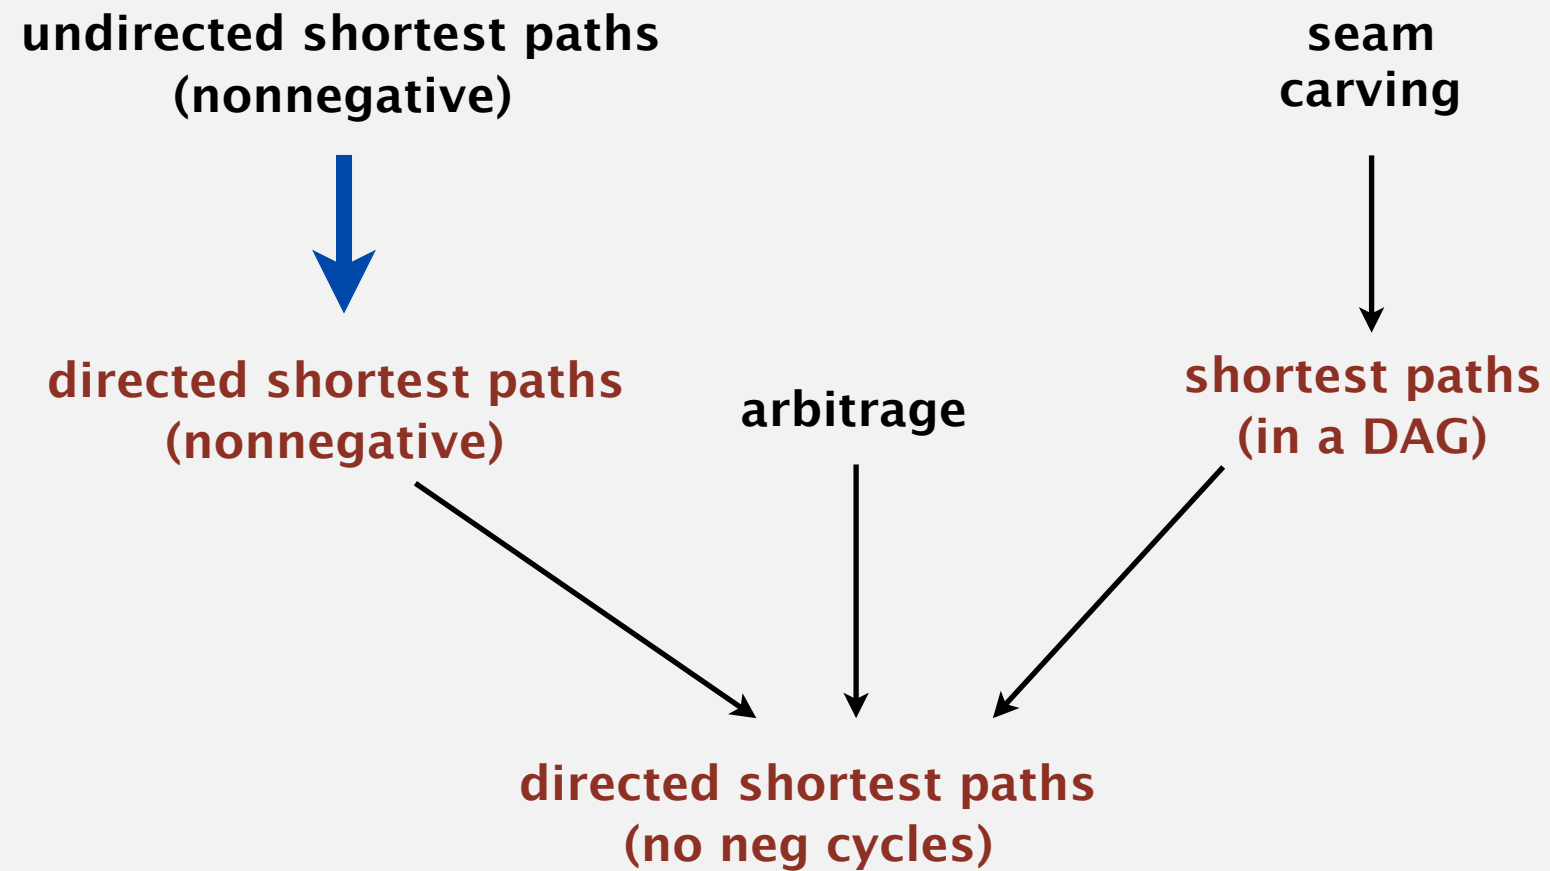 undirected shortest paths
(nonnegative)
seam
carving
directed shortest paths
(nonnegative)
arbitrage
shortest paths
(in a DAG)
directed shortest paths
(no neg cycles)